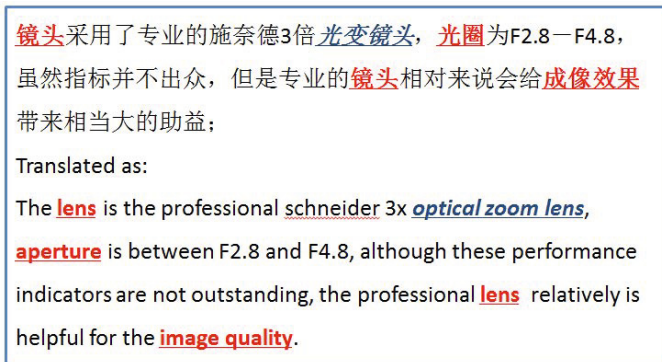 镜头采用了专业的施奈德3倍光变镜头，光圈为F2.8－F4.8，
虽然指标并不出众，但是专业的镜头相对来说会给成像效果
带来相当大的助益；
Translated as:
The lens is the professional schneider 3x optical zoom lens,
aperture is between F2.8 and F4.8, although these performance
indicators are not outstanding, the professional lens relatively is
helpful for the image quality.